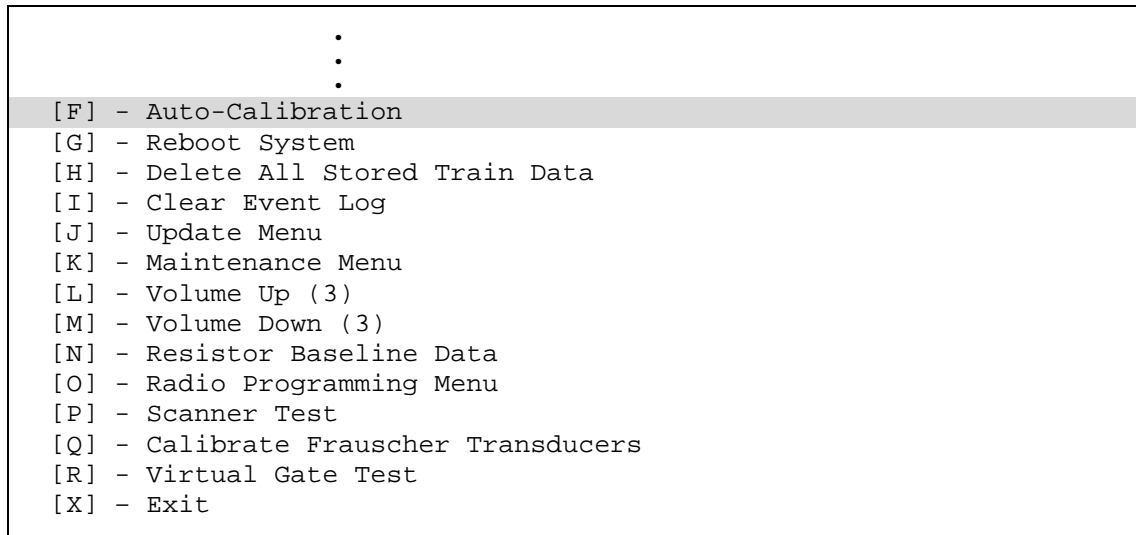 .
.
.
[F] - Auto-Calibration
[G] - Reboot System
[H] - Delete All Stored Train Data
[I] - Clear Event Log
[J] - Update Menu
[K] - Maintenance Menu
[L] - Volume Up (3)
[M] - Volume Down (3)
[N] - Resistor Baseline Data
[O] - Radio Programming Menu
[P] - Scanner Test
[Q] - Calibrate Frauscher Transducers
[R] - Virtual Gate Test
[X] – Exit